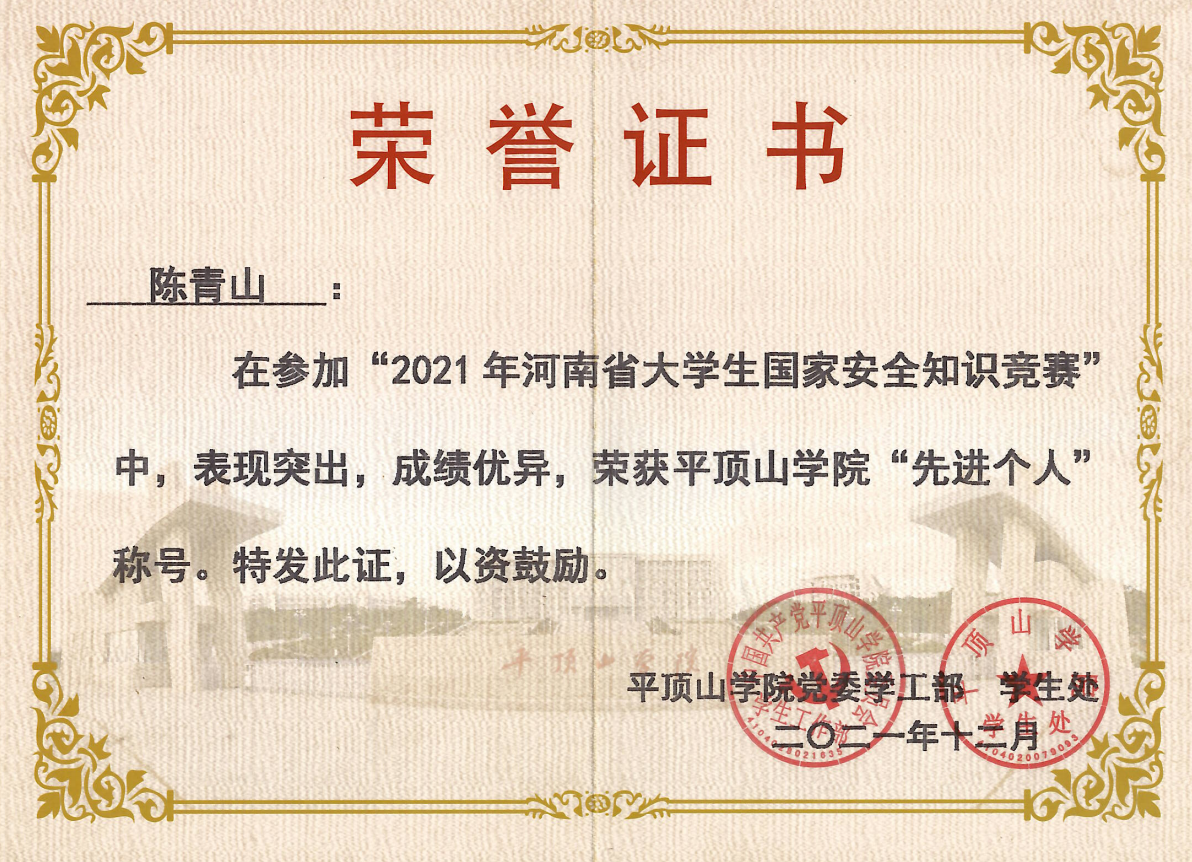 荣誉证书
陈青山：
在参加“2021年河南省大学生国家安全知识竞赛”
中，表现突出，成绩优异，荣获平顶山学院“先进个人”
称号。特发此证，以资鼓励。
平顶山学院
中国共产党平顶山学院委员会
学生工作部
平顶山学院
学生处
4104020079093
平顶山学院党委学工部 学生处
二〇二一年十二月